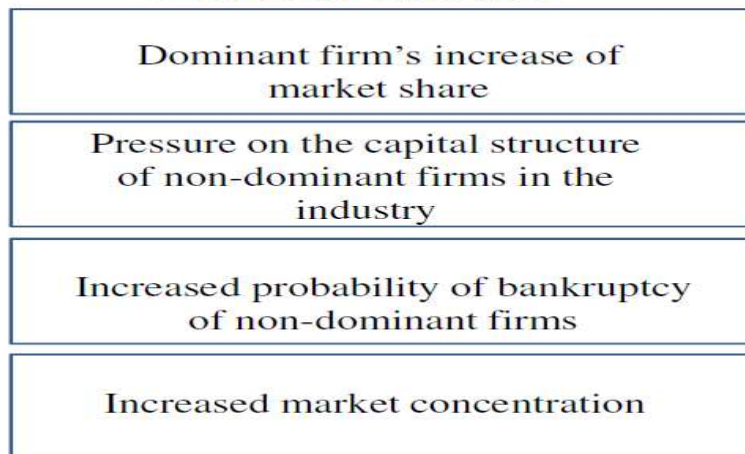 Dominant firm's increase of
market share
Pressure on the capital structure
of non-dominant firms in the
industry
Increased probability of bankruptcy
of non-dominant firms
Increased market concentration